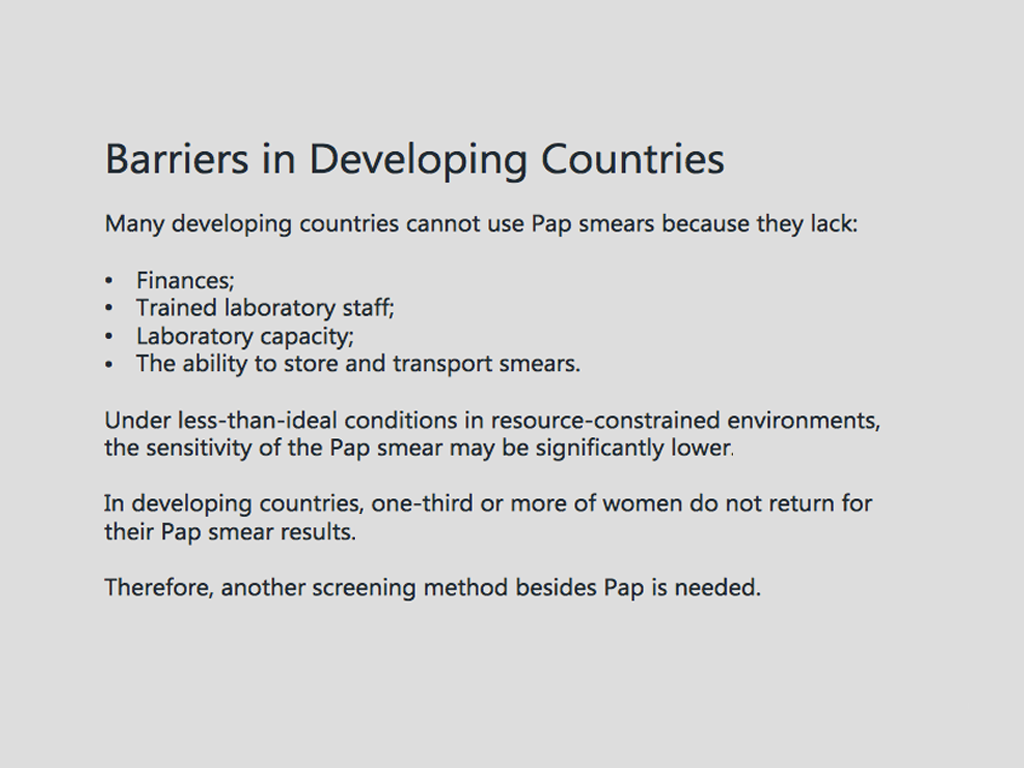 Barriers in Developing Countries
Many developing countries cannot use Pap smears because they lack:
• Finances;
• Trained laboratory staff;
• Laboratory capacity;
• The ability to store and transport smears.
Under less-than-ideal conditions in resource-constrained environments,
the sensitivity of the Pap smear may be significantly lower.
In developing countries, one-third or more of women do not return for
their Pap smear results.
Therefore, another screening method besides Pap is needed.